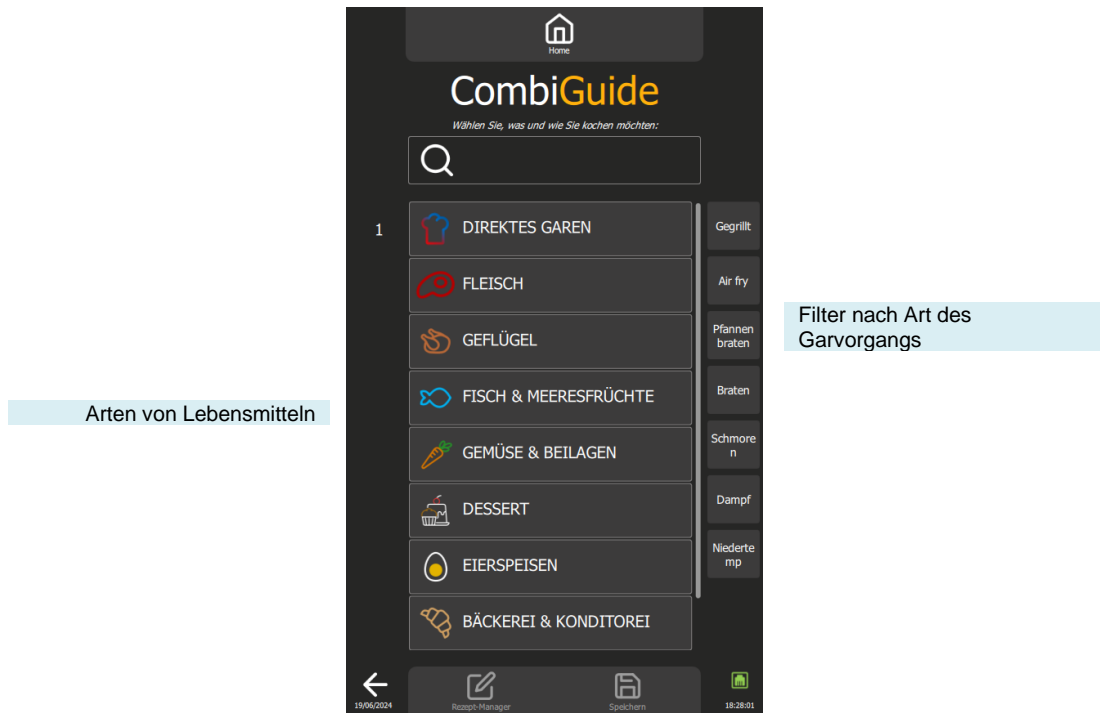 Home
CombiGuide
Wählen Sie, was und wie Sie kochen möchten:
1
DIREKTES GAREN
Gegrillt
FLEISCH
Air fry
Filter nach Art des
Garvorgangs
GEFLÜGEL
Pfannen
braten
FISCH & MEERESFRÜCHTE
Braten
Arten von Lebensmitteln
GEMÜSE & BEILAGEN
Schmore
n
DESSERT
Dampf
EIERSPEISEN
Niederte
mp
BÄCKEREI & KONDITOREI
19/06/2024
Rezept-Manager
Speichern
18:28:01